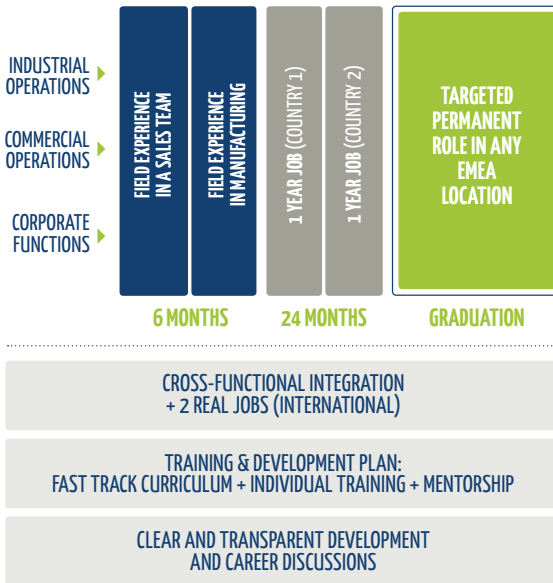 INDUSTRIAL
OPERATIONS
COMMERCIAL
OPERATIONS
CORPORATE
FUNCTIONS
FIELD EXPERIENCE
IN A SALES TEAM
FIELD EXPERIENCE
IN MANUFACTURING
1 YEAR JOB (COUNTRY 1)
1 YEAR JOB (COUNTRY 2)
TARGETED
PERMANENT
ROLE IN ANY
EMEA
LOCATION
6 MONTHS
24 MONTHS
GRADUATION
CROSS-FUNCTIONAL INTEGRATION
+ 2 REAL JOBS (INTERNATIONAL)
TRAINING & DEVELOPMENT PLAN:
FAST TRACK CURRICULUM + INDIVIDUAL TRAINING + MENTORSHIP
CLEAR AND TRANSPARENT DEVELOPMENT
AND CAREER DISCUSSIONS